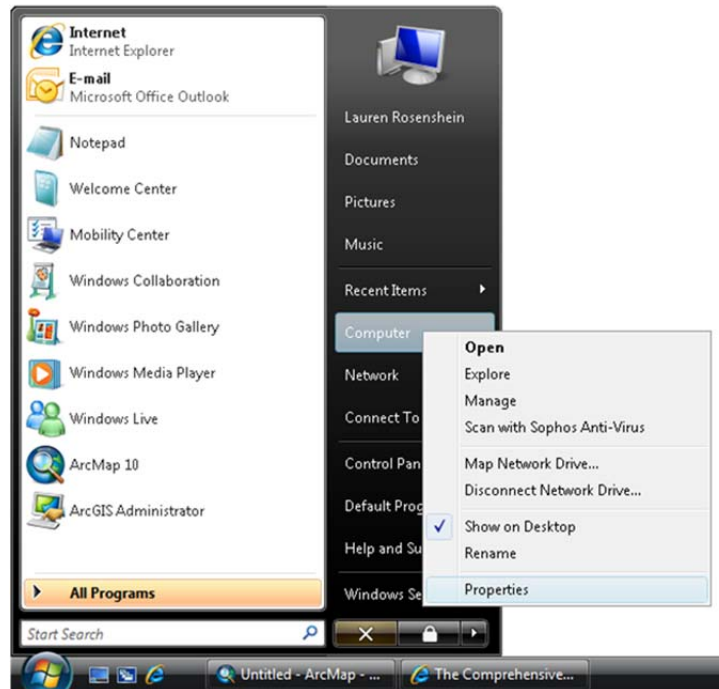 Internet
Internet Explorer
E-mail
Microsoft Office Outlook
Notepad
Welcome Center
Mobility Center
Windows Collaboration
Windows Photo Gallery
Windows Media Player
Windows Live
ArcMap 10
ArcGIS Administrator
All Programs
Start Search
Lauren Rosenshein
Documents
Pictures
Music
Recent Items
Computer
Network
Connect To
Control Pan
Default Prog
Help and Su
Windows Se
Open
Explore
Manage
Scan with Sophos Anti-Virus
Map Network Drive...
Disconnect Network Drive...
Show on Desktop
Rename
Properties
Untitled - ArcMap - ...
The Comprehensive...